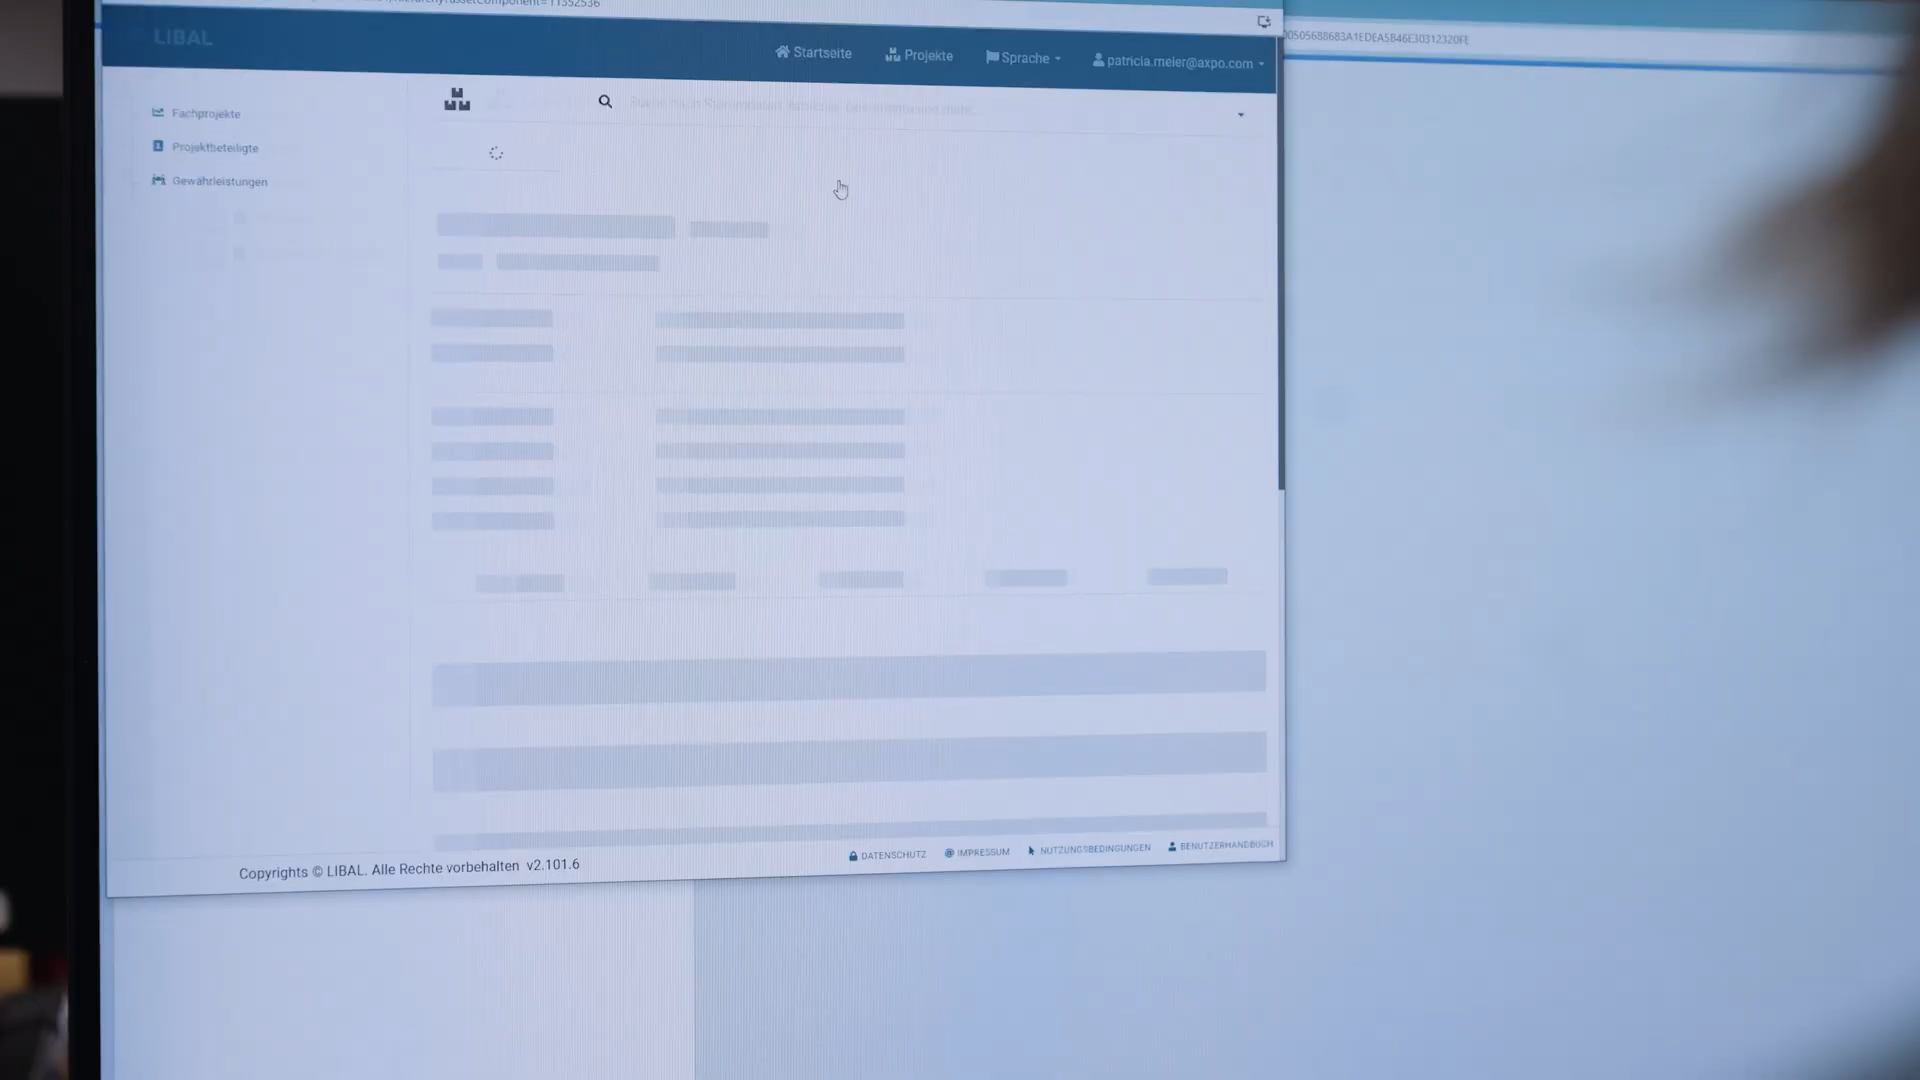 LIBAL
Startseite
Projekte
Sprache
patricia.meier@axpo.com
Fachprojekte
Projektbeteiligte
Gewährleistungen
Copyrights © LIBAL. Alle Rechte vorbehalten v2.101.6
DATENSCHUTZ
IMPRESSUM
NUTZUNGSBEDINGUNGEN
BENUTZERHANDBUCH